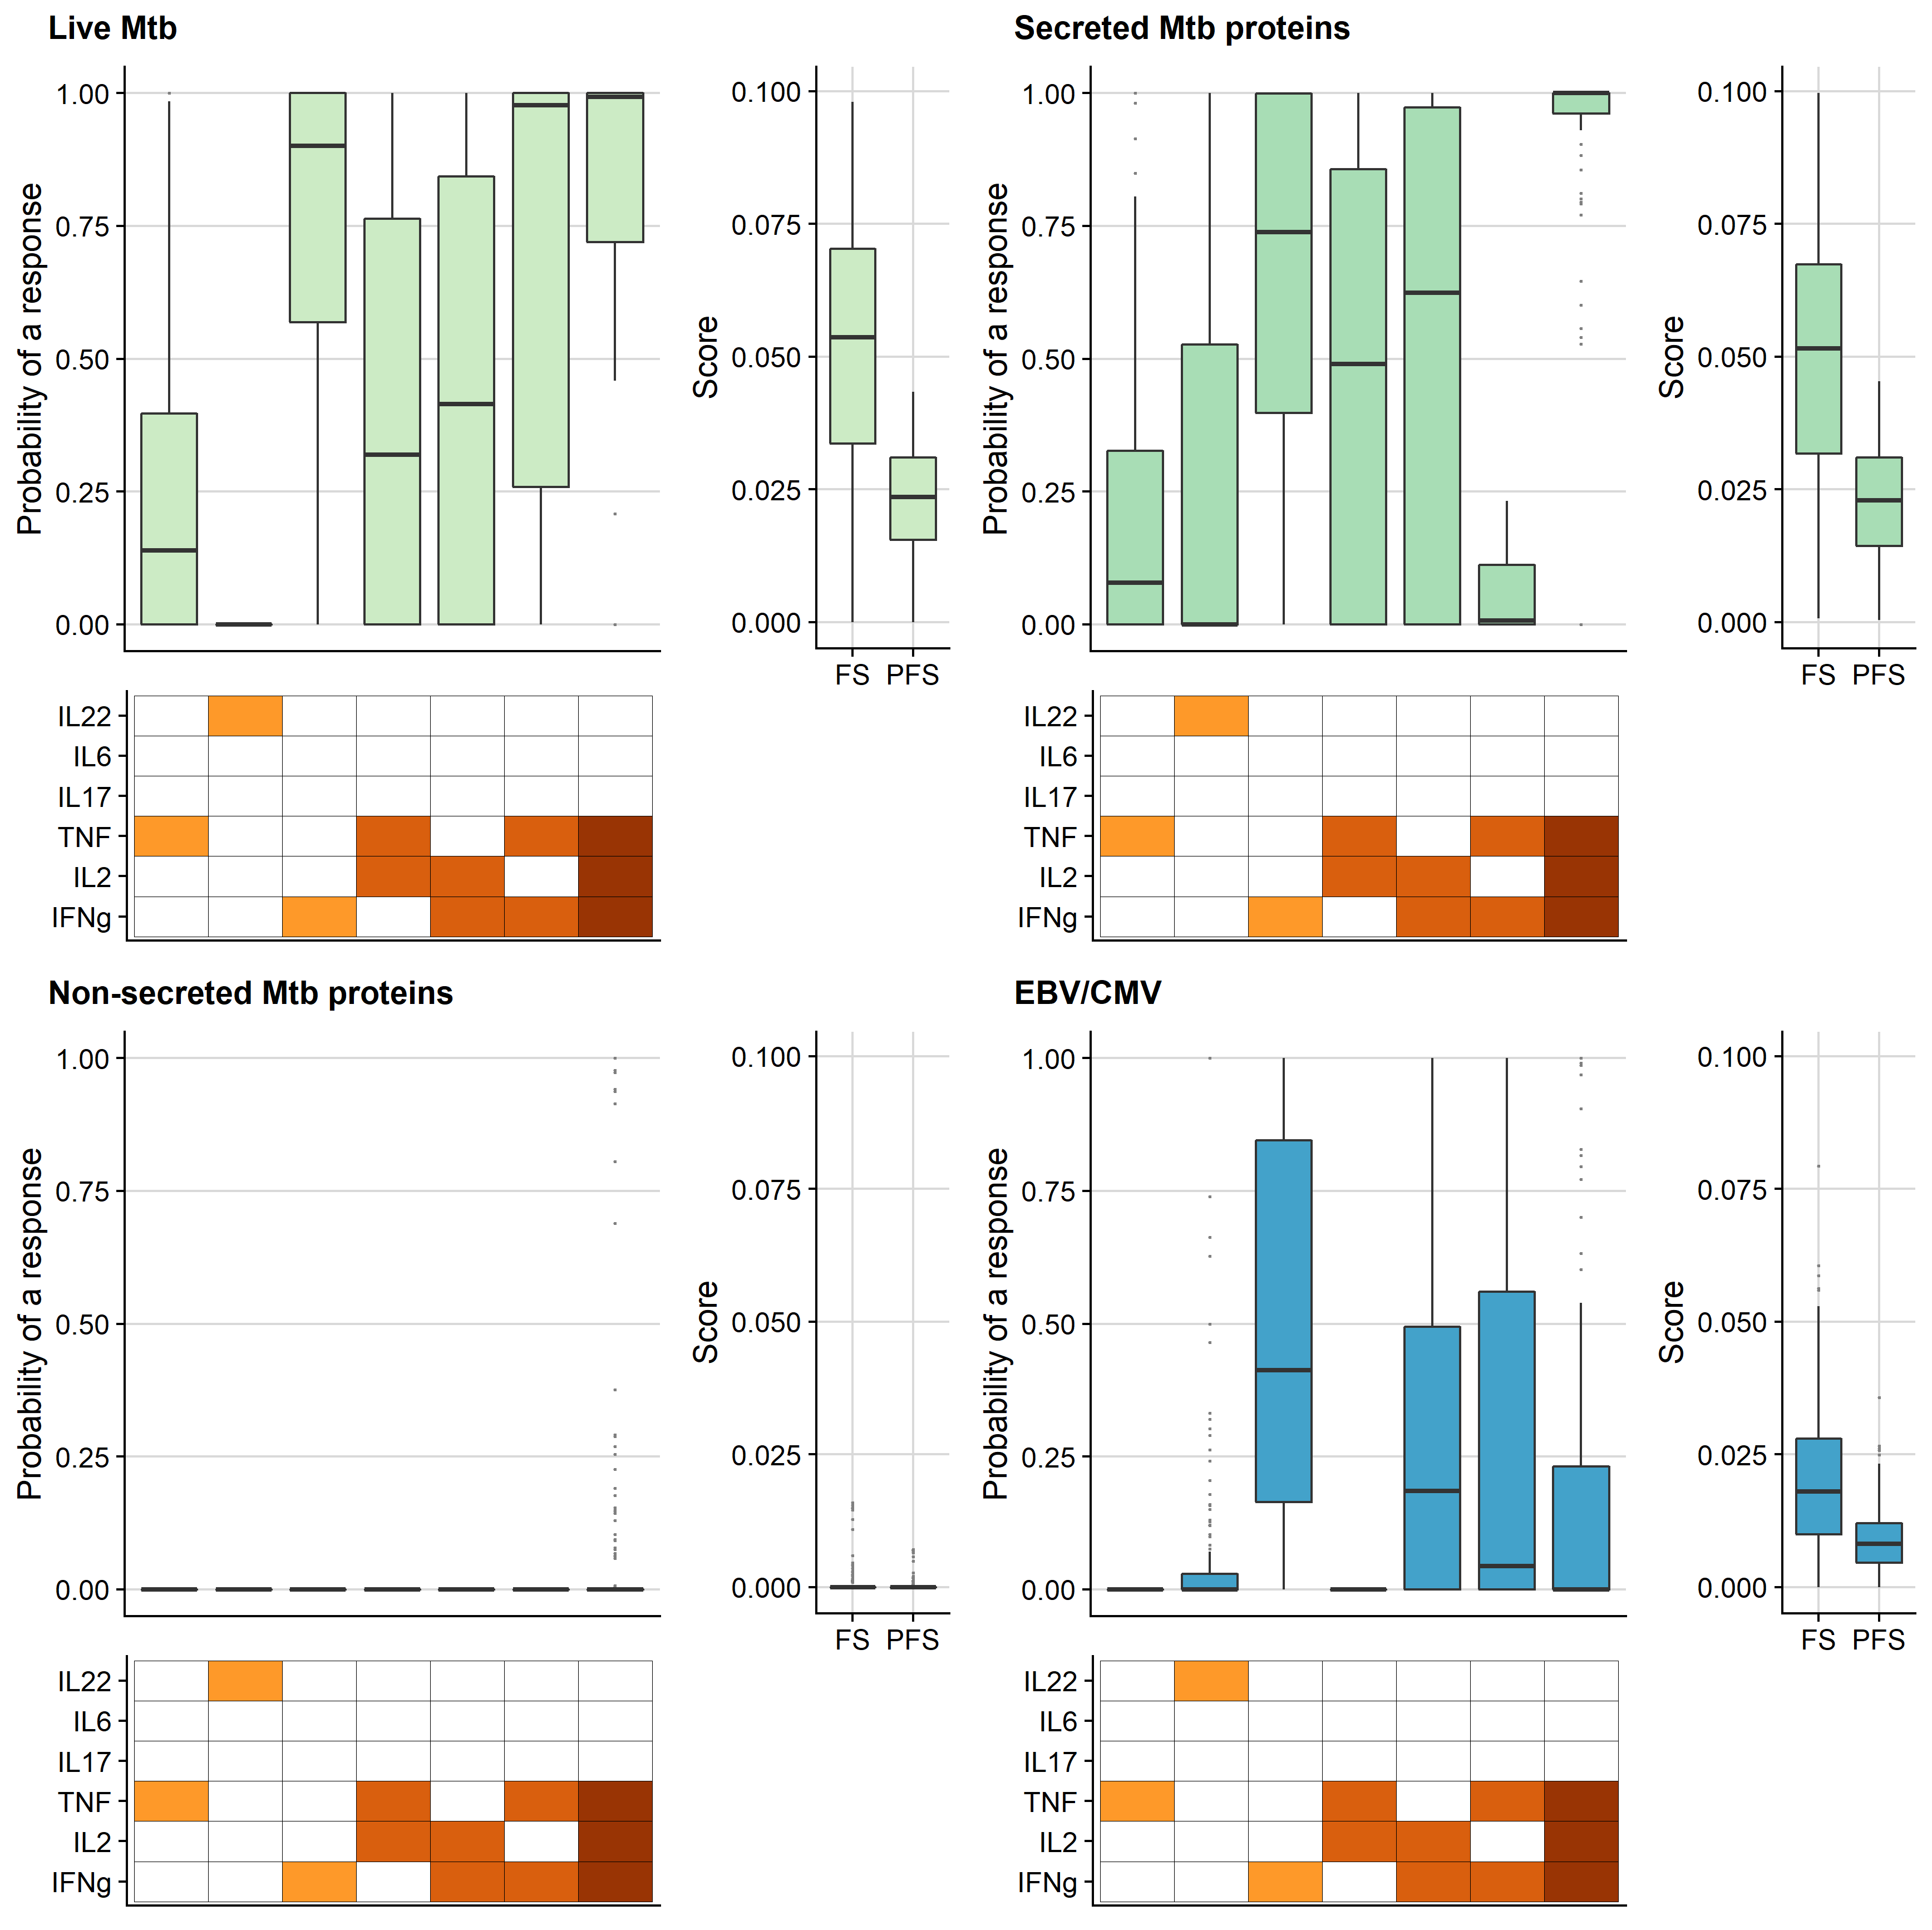 Live Mtb
Probability of a response
1.00
0.75
0.50
0.25
0.00
Score
0.100
0.075
0.050
0.025
0.000
FS PFS
IL22
IL6
IL17
TNF
IL2
IFNg
Secreted Mtb proteins
Probability of a response
1.00
0.75
0.50
0.25
0.00
Score
0.100
0.075
0.050
0.025
0.000
FS PFS
IL22
IL6
IL17
TNF
IL2
IFNg
Non-secreted Mtb proteins
Probability of a response
1.00
0.75
0.50
0.25
0.00
Score
0.100
0.075
0.050
0.025
0.000
FS PFS
IL22
IL6
IL17
TNF
IL2
IFNg
EBV/CMV
Probability of a response
1.00
0.75
0.50
0.25
0.00
Score
0.100
0.075
0.050
0.025
0.000
FS PFS
IL22
IL6
IL17
TNF
IL2
IFNg